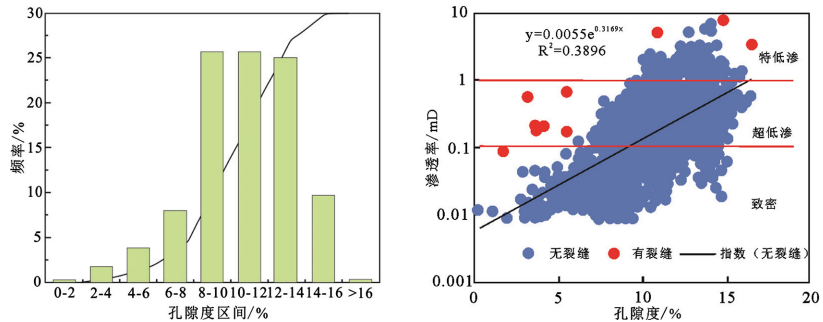 30
25
20
15
10
5
0
频率/%
0-2
2-4
4-6
6-8
8-10
10-12
12-14
14-16
>16
孔隙度区间/%
10
1
0.1
0.01
0.001
渗透率/mD
y=0.0055e^0.3169x
R²=0.3896
特低渗
超低渗
致密
无裂缝
有裂缝
指数（无裂缝）
0
5
10
15
20
孔隙度/%